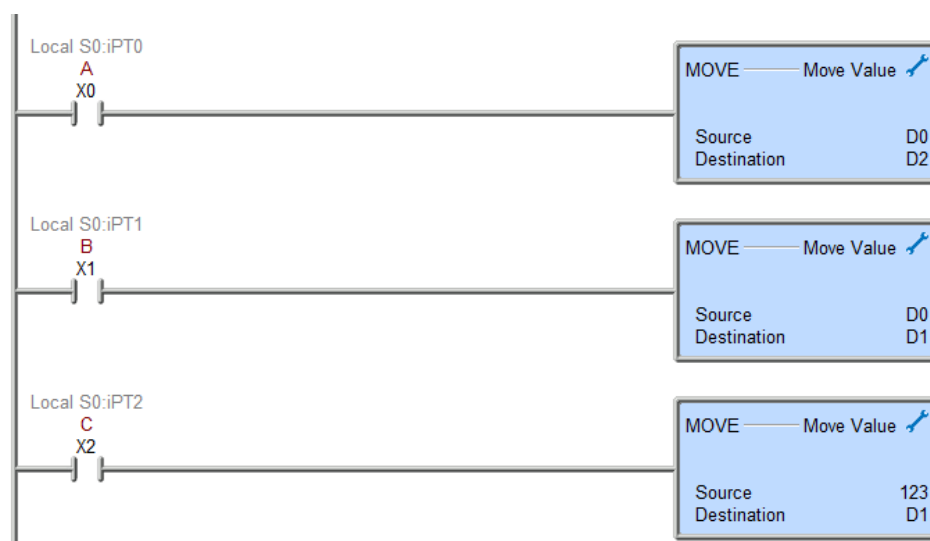 Local S0:iPT0
A
X0
MOVE Move Value
Source D0
Destination D2
Local S0:iPT1
B
X1
MOVE Move Value
Source D0
Destination D1
Local S0:iPT2
C
X2
MOVE Move Value
Source 123
Destination D1